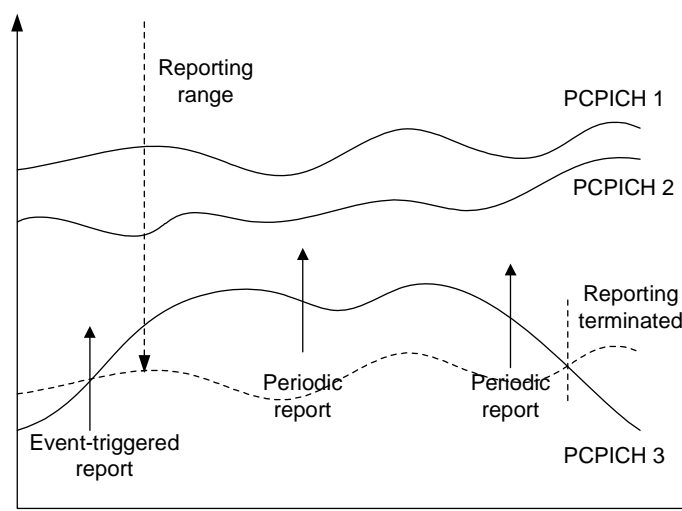 Reporting
range
PCPICH 1
PCPICH 2
Reporting
terminated
Periodic
report
Periodic
report
Event-triggered
report
PCPICH 3